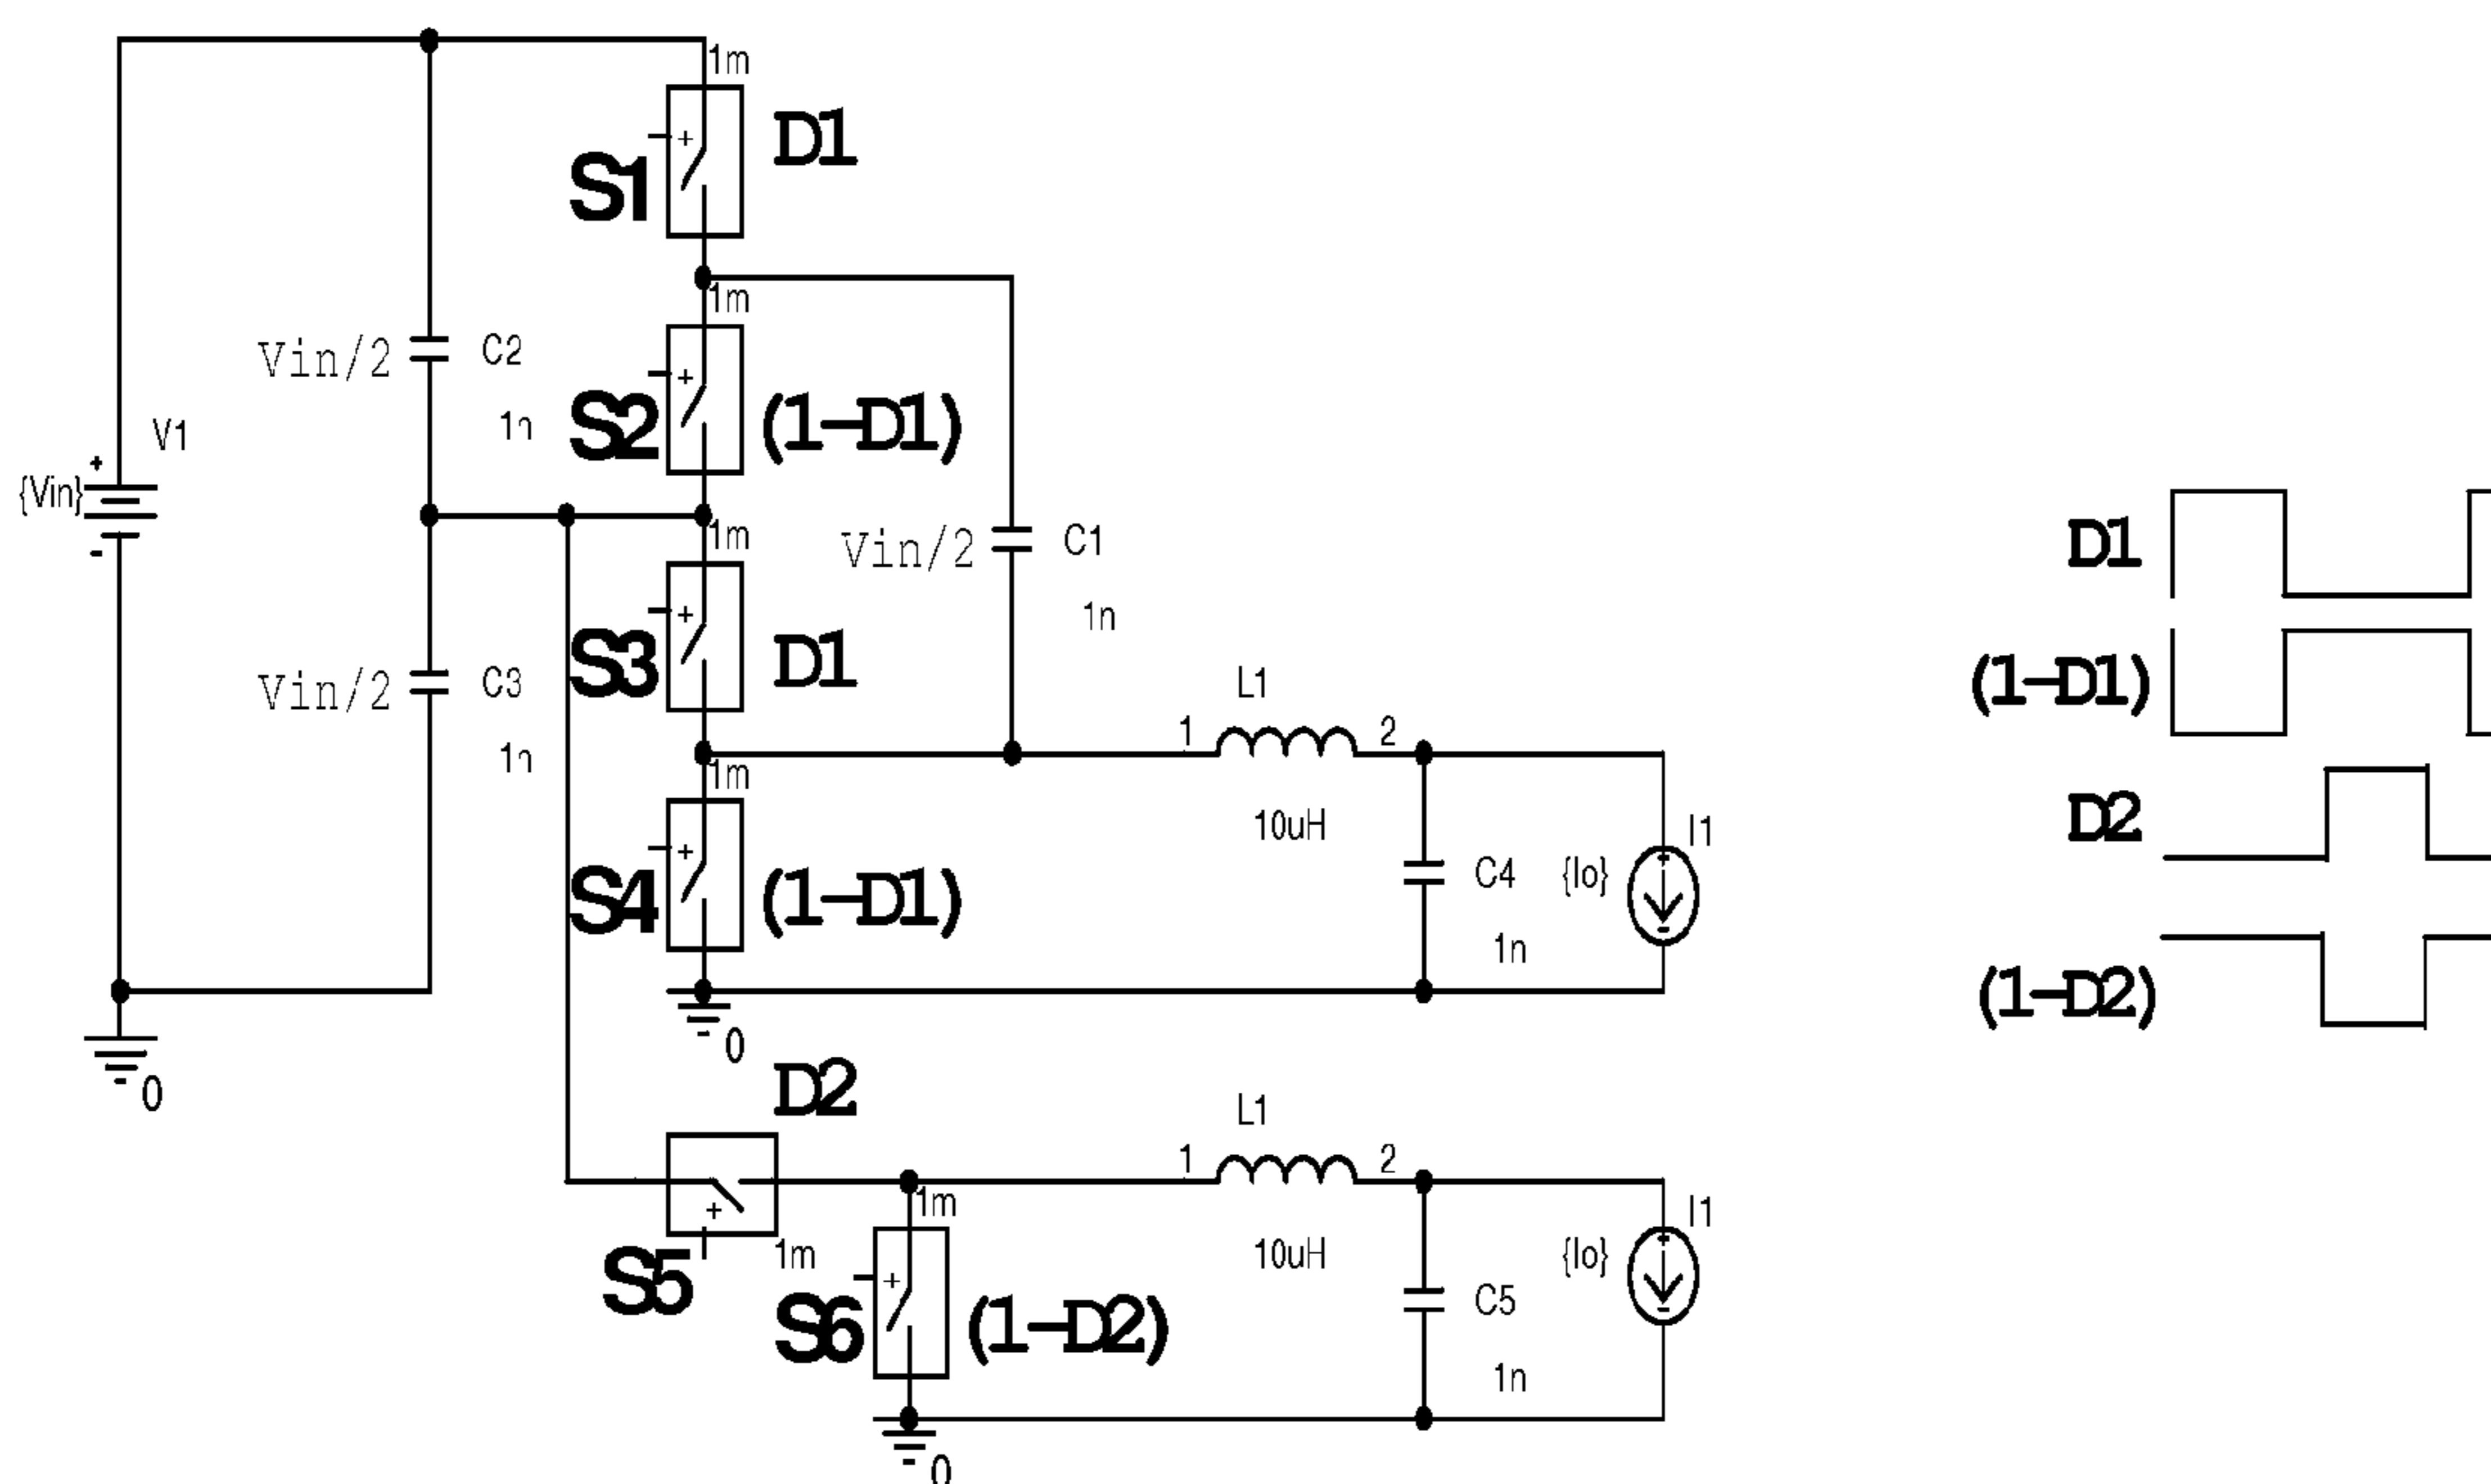 1m
D1
S1
1m
Vin/2
C2
1n
S2
(1-D1)
V1
+
{Vin}
-
1m
Vin/2
C1
1n
S3
D1
Vin/2
C3
1n
1m
S4
(1-D1)
L1
1
2
10uH
C4
1n
{Io}
I1
0
0
D2
S5
1m
1m
S6
(1-D2)
L1
1
2
10uH
C5
1n
{Io}
I1
0
D1
(1-D1)
D2
(1-D2)